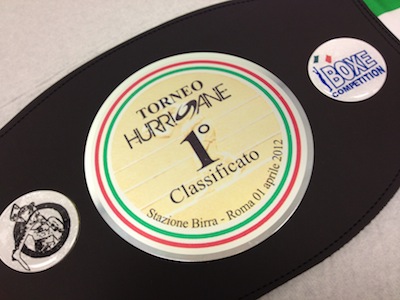 TORNEO
HURRICANE
1°
Classificato
Stazione Birra - Roma 01 aprile 2012
BOXE
COMPETITION